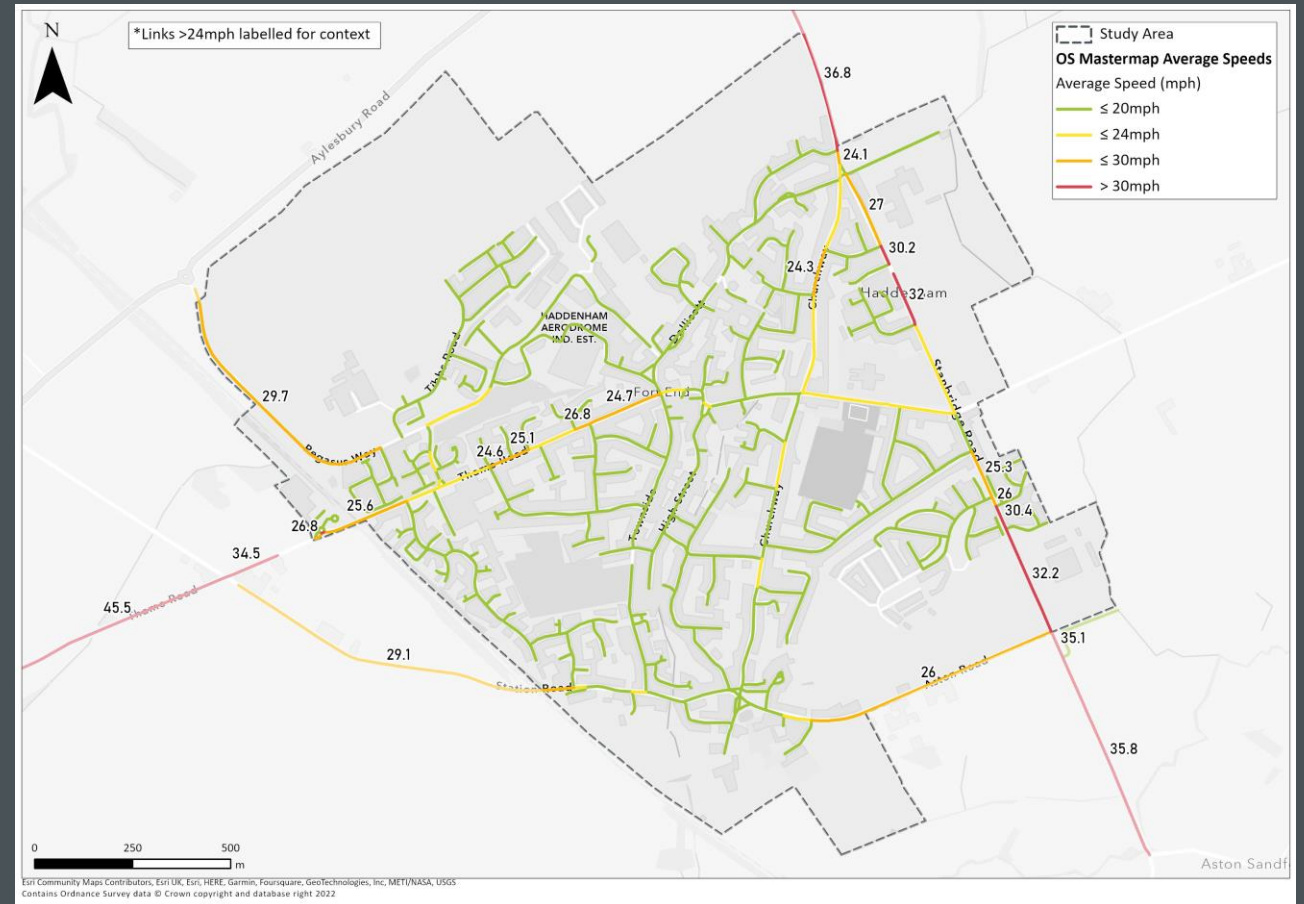 N
*Links >24mph labelled for context
Study Area
OS Mastermap Average Speeds
Average Speed (mph)
≤ 20mph
≤ 24mph
≤ 30mph
> 30mph
36.8
Aylesbury Road
24.1
27
30.2
24.3
Churchway
32
Haddenham
HADDENHAM
AERODROME
IND. EST.
Dollicott
Tibbs Road
29.7
24.7
Fort End
26.8
25.1
24.6
Thame Road
Stanbridge Road
Pegasus Way
25.3
26
30.4
25.6
26.8
Townside
High Street
Churchway
34.5
45.5
Thame Road
32.2
35.1
29.1
Station Road
26
Aston Road
35.8
0 250 500
m
Aston Sandf
Esri Community Maps Contributors, Esri UK, Esri, HERE, Garmin, Foursquare, GeoTechnologies, Inc, METI/NASA, USGS
Contains Ordnance Survey data © Crown copyright and database right 2022